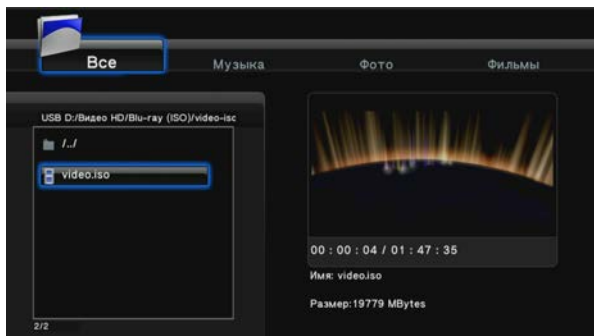 Все Музыка Фото Фильмы
USB D:/Видео HD/Blu-ray (ISO)/video-isc
/../
video.iso
2/2
00 : 00 : 04 / 01 : 47 : 35
Имя: video.iso
Размер:19779 MBytes